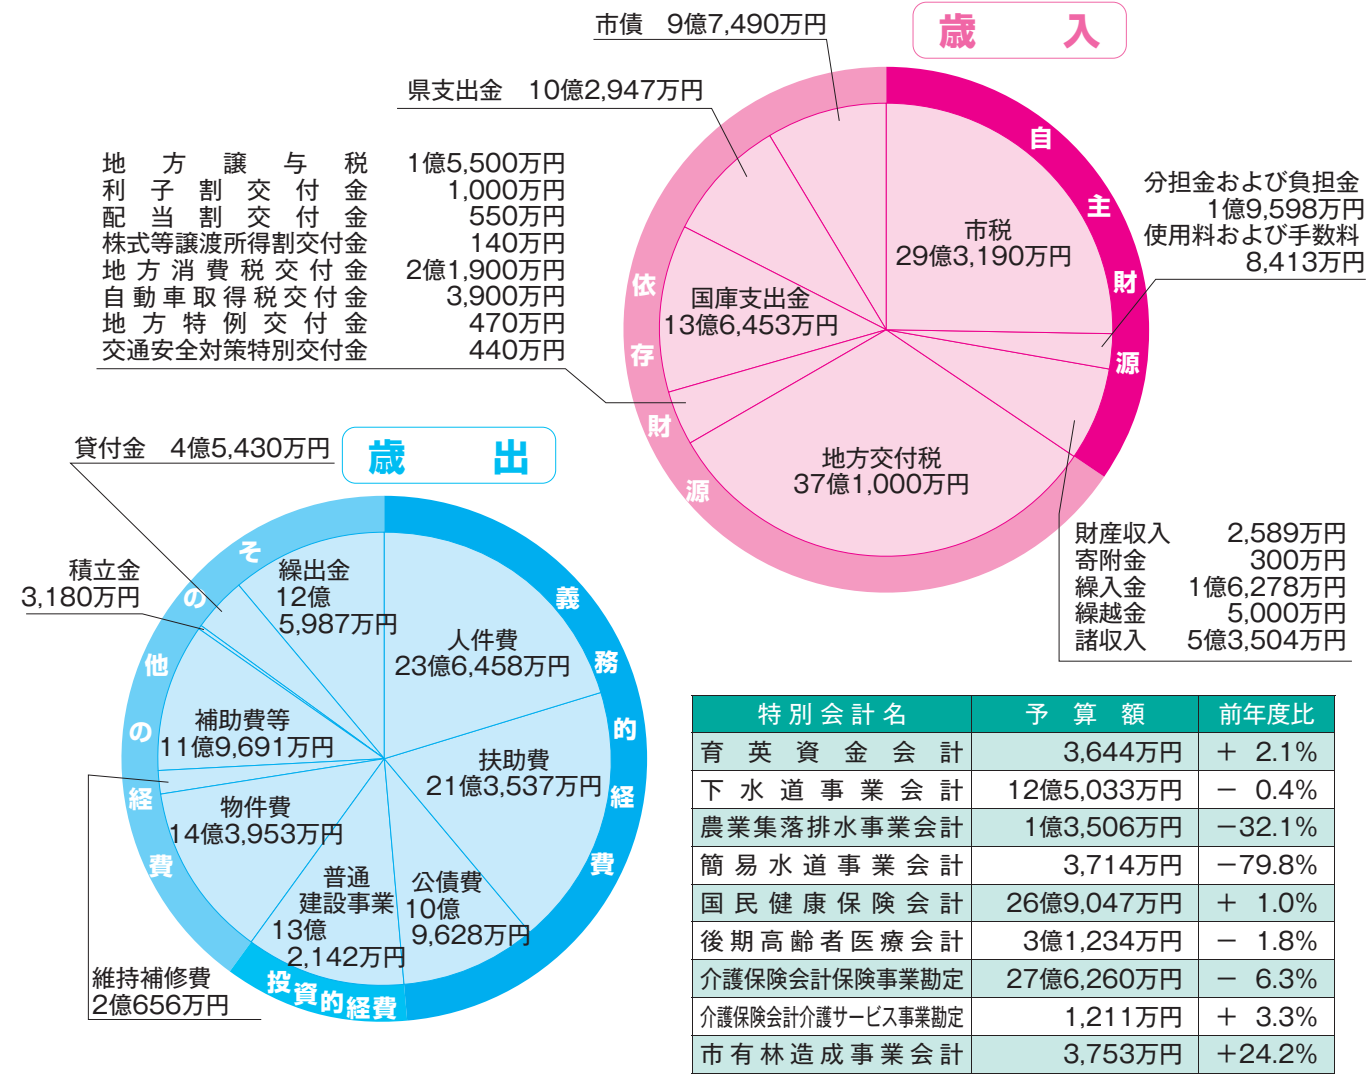 歳　入
市債　9億7,490万円
県支出金　10億2,947万円
地方譲与税　1億5,500万円
利子割交付金　1,000万円
配当割交付金　550万円
株式等譲渡所得割交付金　140万円
地方消費税交付金　2億1,900万円
自動車取得税交付金　3,900万円
地方特例交付金　470万円
交通安全対策特別交付金　440万円
自主財源
依存財源
市税
29億3,190万円
分担金および負担金
1億9,598万円
使用料および手数料
8,413万円
国庫支出金
13億6,453万円
地方交付税
37億1,000万円
財産収入　2,589万円
寄附金　300万円
繰入金　1億6,278万円
繰越金　5,000万円
諸収入　5億3,504万円
歳　出
貸付金　4億5,430万円
積立金
3,180万円
その他の経費
義務的経費
投資的経費
繰出金
12億
5,987万円
人件費
23億6,458万円
補助費等
11億9,691万円
扶助費
21億3,537万円
物件費
14億3,953万円
普通
建設事業
13億
2,142万円
公債費
10億
9,628万円
維持補修費
2億656万円
特別会計名　予算額　前年度比
育英資金会計　3,644万円　＋ 2.1%
下水道事業会計　12億5,033万円　－ 0.4%
農業集落排水事業会計　1億3,506万円　－32.1%
簡易水道事業会計　3,714万円　－79.8%
国民健康保険会計　26億9,047万円　＋ 1.0%
後期高齢者医療会計　3億1,234万円　－ 1.8%
介護保険会計保険事業勘定　27億6,260万円　－ 6.3%
介護保険会計介護サービス事業勘定　1,211万円　＋ 3.3%
市有林造成事業会計　3,753万円　＋24.2%